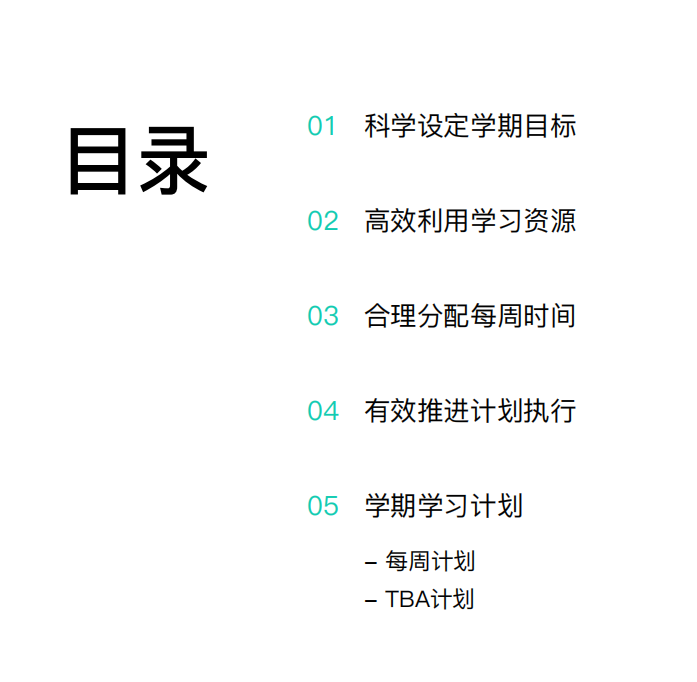 目录
01 科学设定学期目标
02 高效利用学习资源
03 合理分配每周时间
04 有效推进计划执行
05 学期学习计划
– 每周计划
– TBA计划